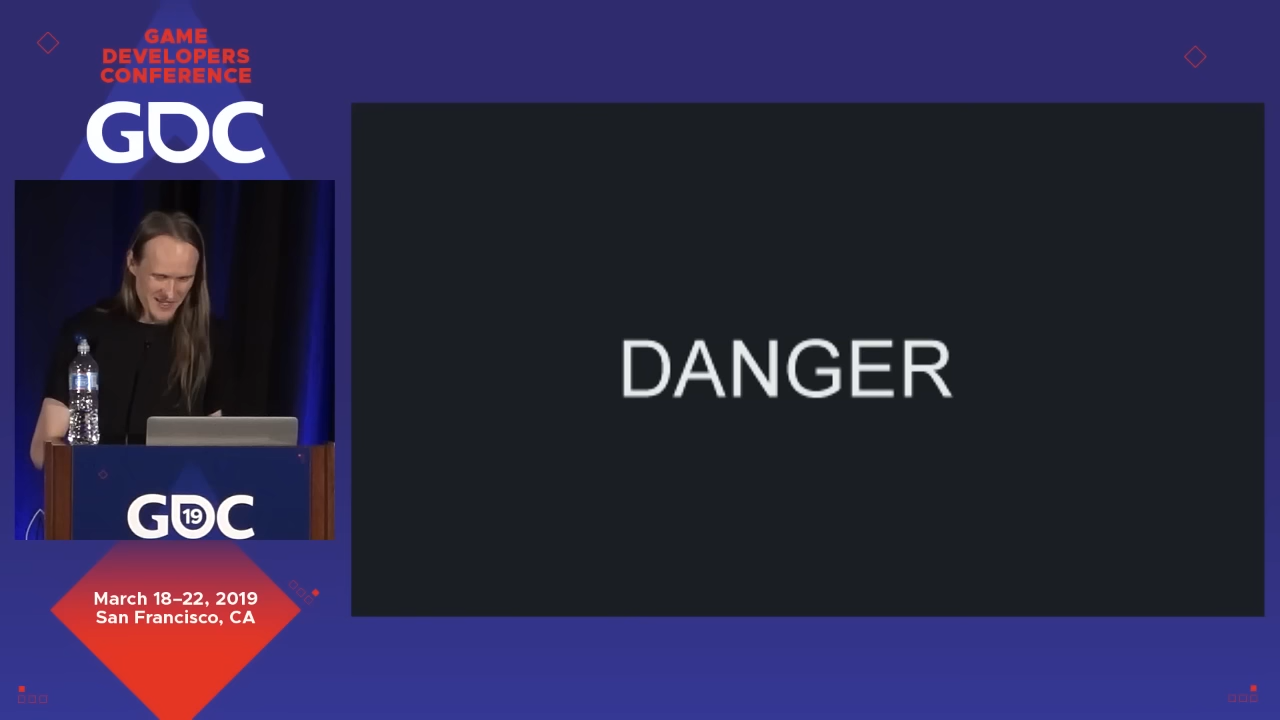 GAME
DEVELOPERS
CONFERENCE
GDC
DANGER
GDC
19
March 18–22, 2019
San Francisco, CA